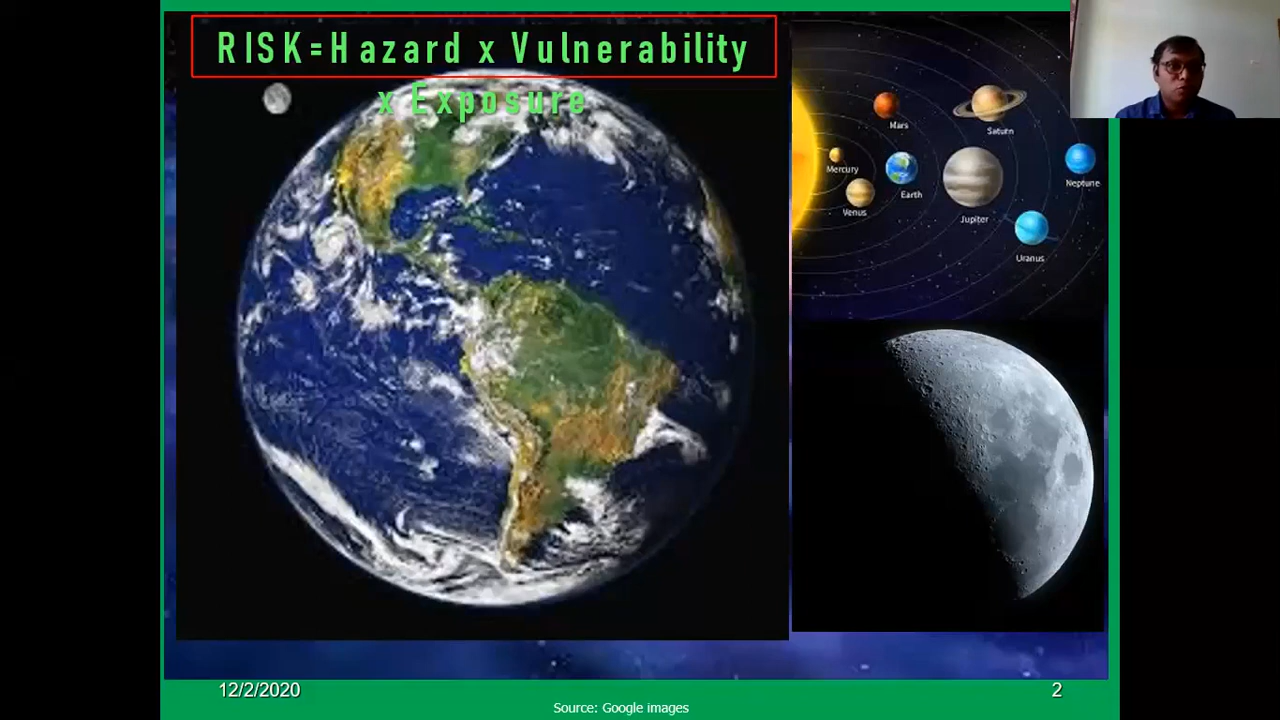 RISK=Hazard x Vulnerability
x Exposure
Mars
Saturn
Mercury
Earth
Neptune
Venus
Jupiter
Uranus
12/2/2020
2
Source: Google images